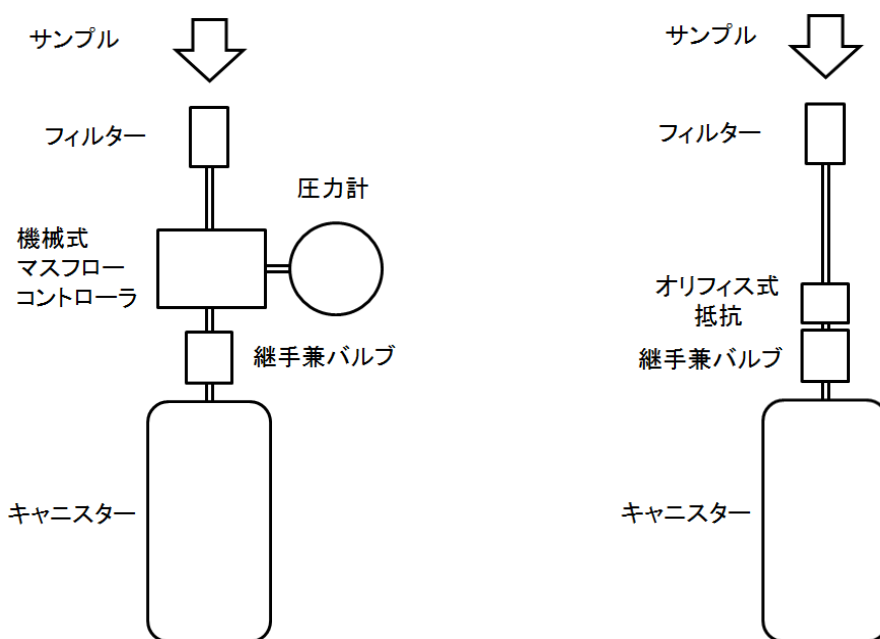 サンプル
フィルター
圧力計
機械式
マスフロー
コントローラ
継手兼バルブ
キャニスター
サンプル
フィルター
オリフィス式
抵抗
継手兼バルブ
キャニスター